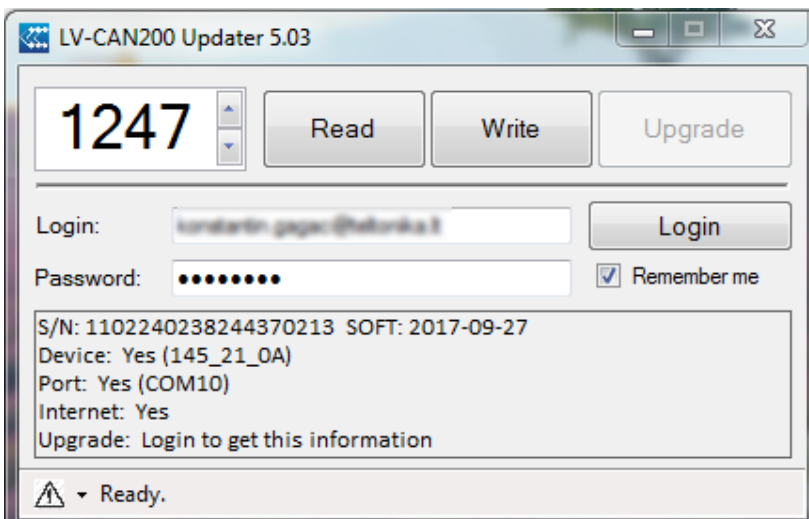 LV-CAN200 Updater 5.03
1247 Read Write Upgrade
Login: Login
Password: •••••••• Remember me
S/N: 1102240238244370213 SOFT: 2017-09-27
Device: Yes (145_21_0A)
Port: Yes (COM10)
Internet: Yes
Upgrade: Login to get this information
Ready.